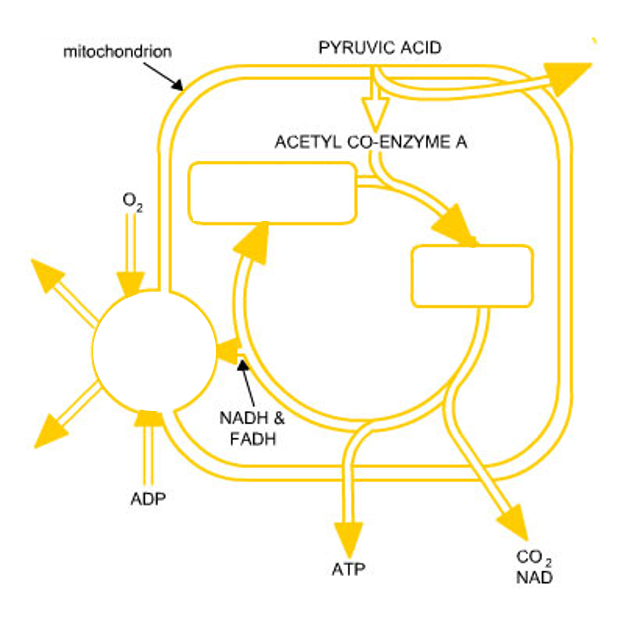 PYRUVIC ACID
mitochondrion
ACETYL CO-ENZYME A
O2
NADH &
FADH
ADP
ATP
CO2
NAD